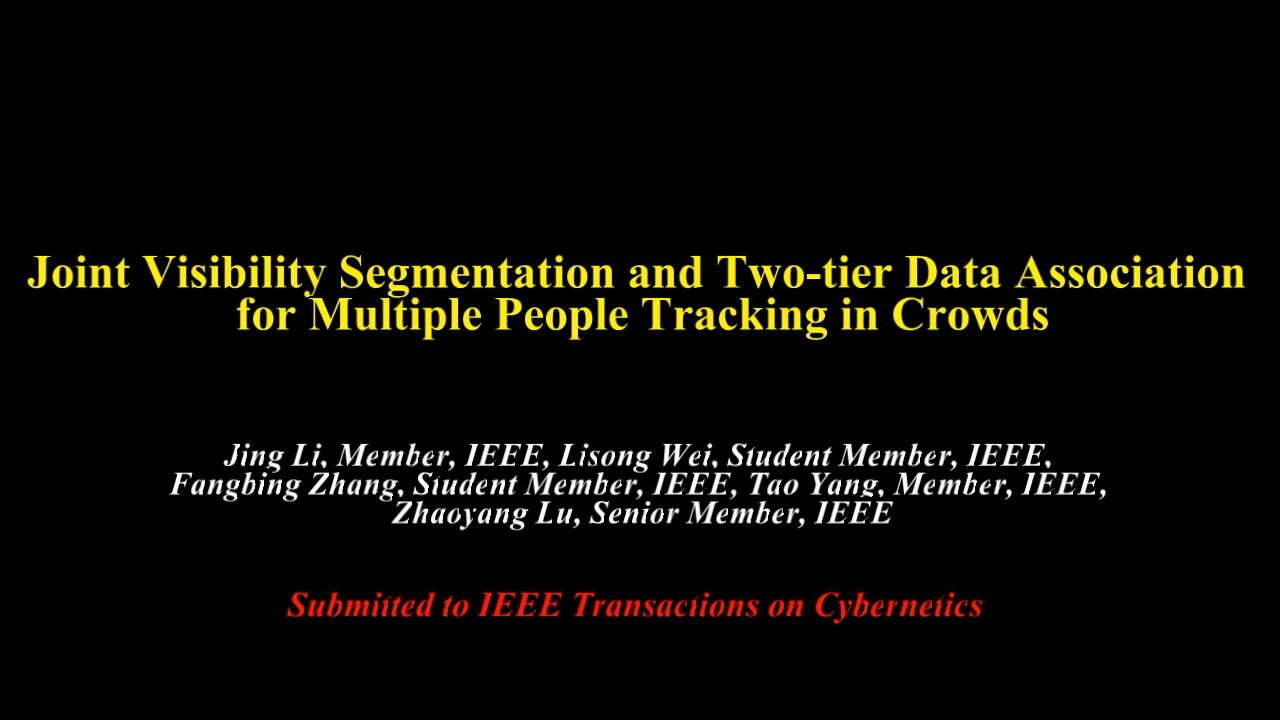 Joint Visibility Segmentation and Two-tier Data Association
for Multiple People Tracking in Crowds
Jing Li, Member, IEEE, Lisong Wei, Student Member, IEEE,
Fangbing Zhang, Student Member, IEEE, Tao Yang, Member, IEEE,
Zhaoyang Lu, Senior Member, IEEE
Submitted to IEEE Transactions on Cybernetics